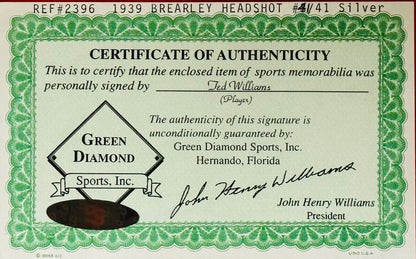 REF#2396 1939 BREARLEY HEADSHOT #41/41 Silver
CERTIFICATE OF AUTHENTICITY
This is to certify that the enclosed item of sports memorabilia was
personally signed by Ted Williams
(Player)
The authenticity of this signature is
unconditionally guaranteed by:
Green Diamond Sports, Inc.
Hernando, Florida
GREEN
DIAMOND
Sports, Inc.
John Henry Williams
John Henry Williams
President